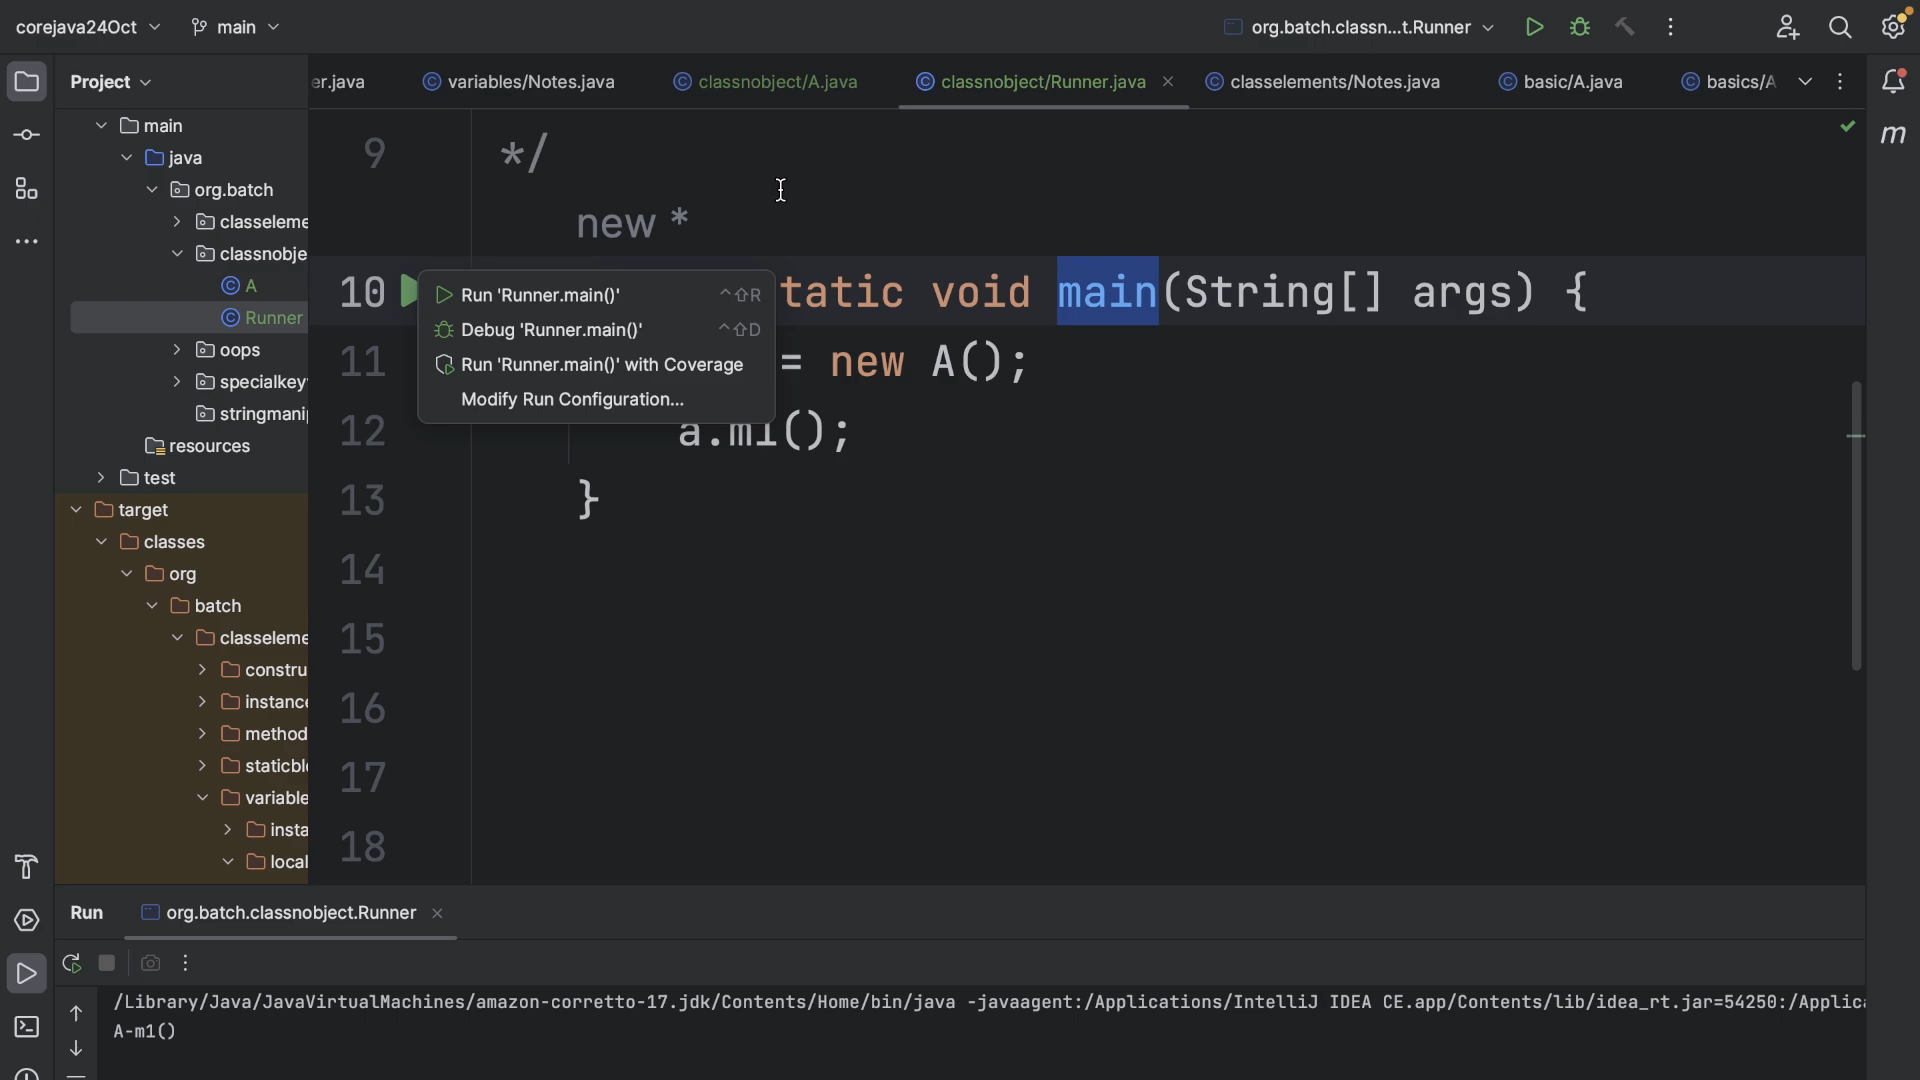 corejava24Oct main org.batch.classn...t.Runner
Project er.java variables/Notes.java classnobject/A.java classnobject/Runner.java classelements/Notes.java basic/A.java basics/A
main
java
org.batch
classeleme
classnobje
A
Runner
oops
specialkey
stringmani
resources
test
target
classes
org
batch
classeleme
constru
instance
method
staticbl
variable
insta
local
9 */
new *
10 tatic void main(String[] args) {
11 = new A();
12 a.m1();
13 }
14
15
16
17
18
Run 'Runner.main()' ^⇧R
Debug 'Runner.main()' ^⇧D
Run 'Runner.main()' with Coverage
Modify Run Configuration...
Run org.batch.classnobject.Runner
/Library/Java/JavaVirtualMachines/amazon-corretto-17.jdk/Contents/Home/bin/java -javaagent:/Applications/IntelliJ IDEA CE.app/Contents/lib/idea_rt.jar=54250:/Applica
A-m1()
m